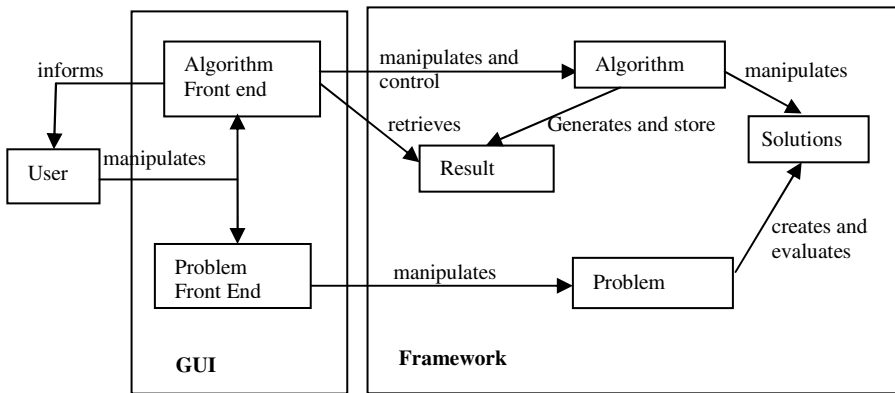 informs
Algorithm
Front end
manipulates and
control
Algorithm
manipulates
retrieves
Generates and store
User
manipulates
Result
Solutions
Problem
Front End
manipulates
Problem
creates and
evaluates
GUI
Framework